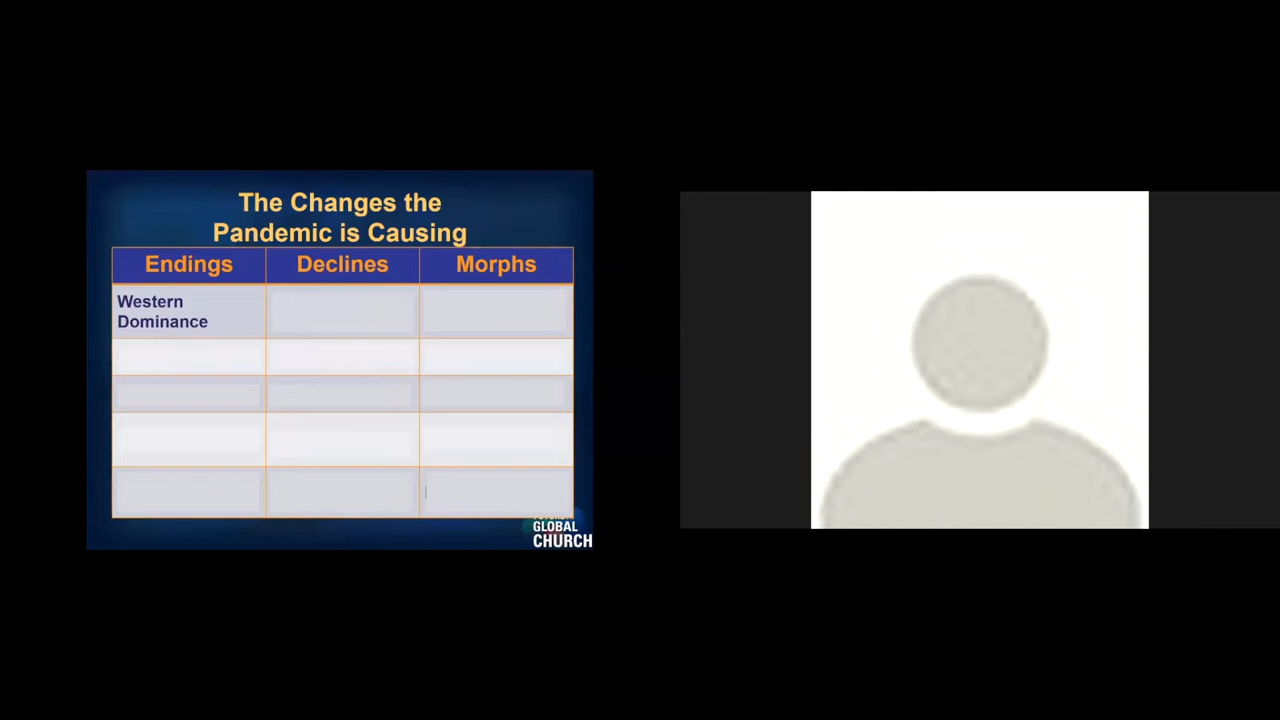 The Changes the
Pandemic is Causing
Endings Declines Morphs
Western
Dominance
GLOBAL
CHURCH